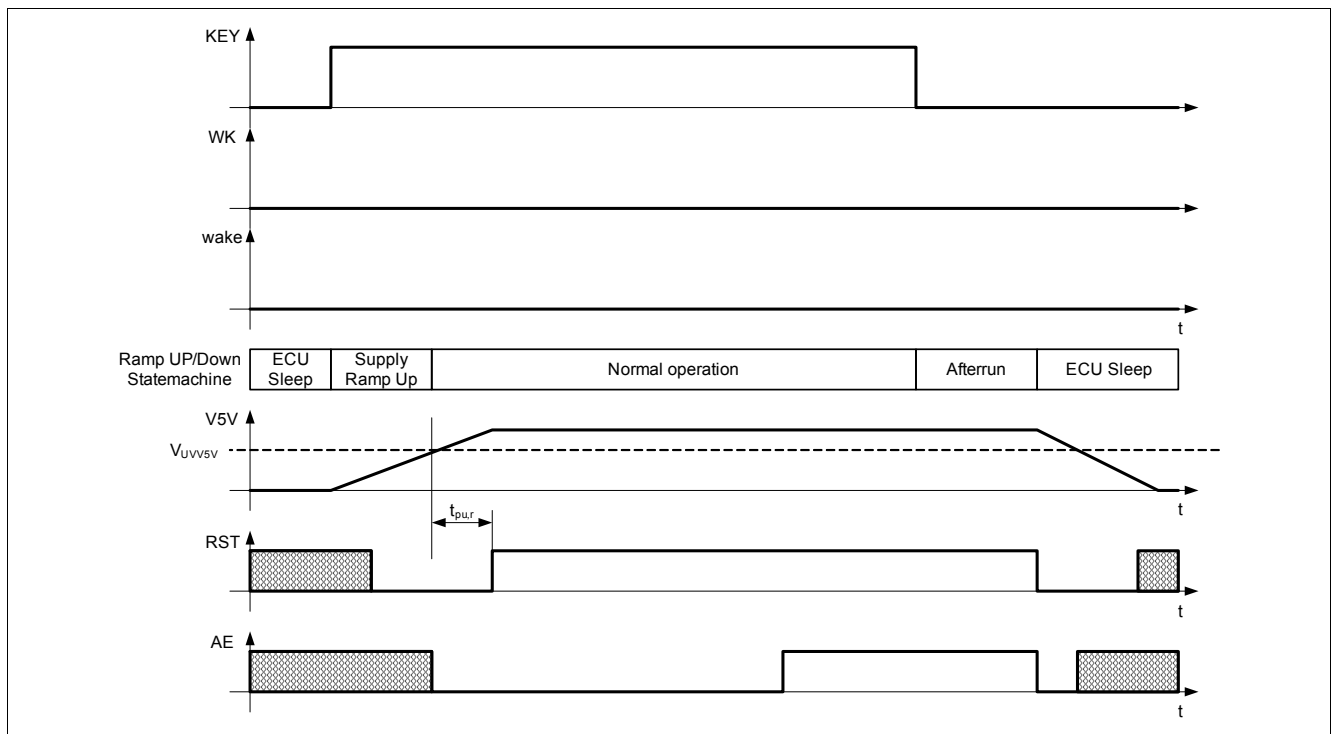 KEY
WK
wake
t
Ramp UP/Down
Statemachine
ECU
Sleep
Supply
Ramp Up
Normal operation
Afterrun
ECU Sleep
V5V
VUVV5V
t
tpu,r
RST
t
AE
t